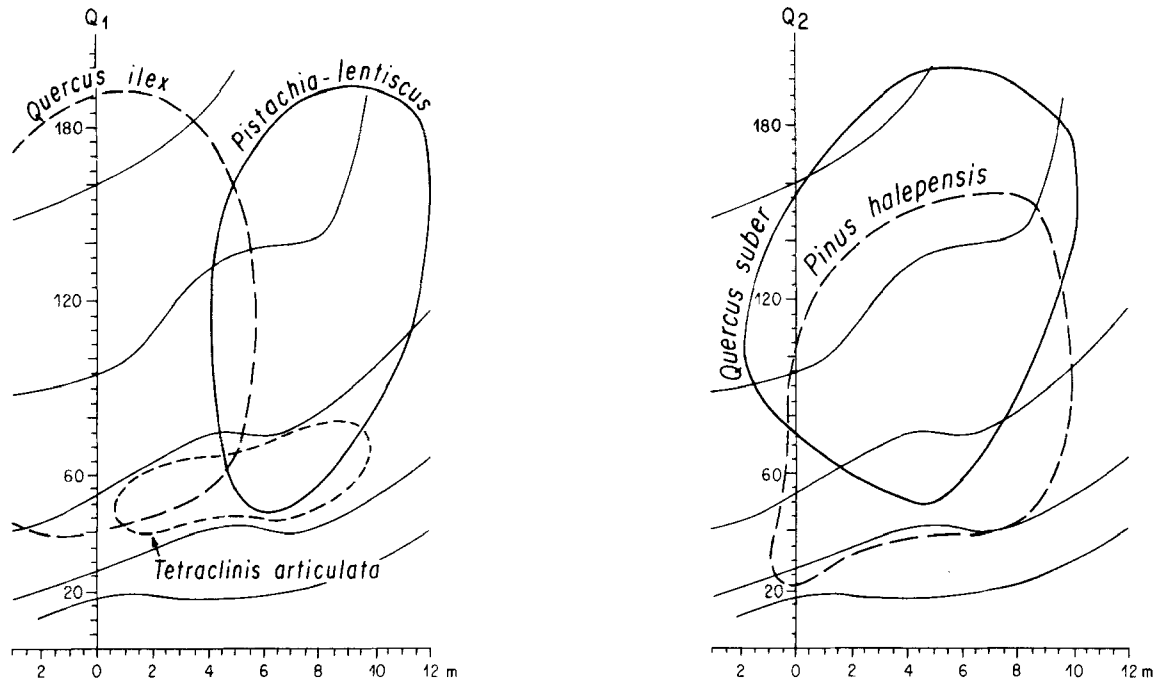 Q1
Quercus ilex
Pistachia-lentiscus
180
120
60
20
Tetraclinis articulata
2 0 2 4 6 8 10 12 m
Q2
180
Pinus halepensis
Quercus suber
120
60
20
2 0 2 4 6 8 10 12 m